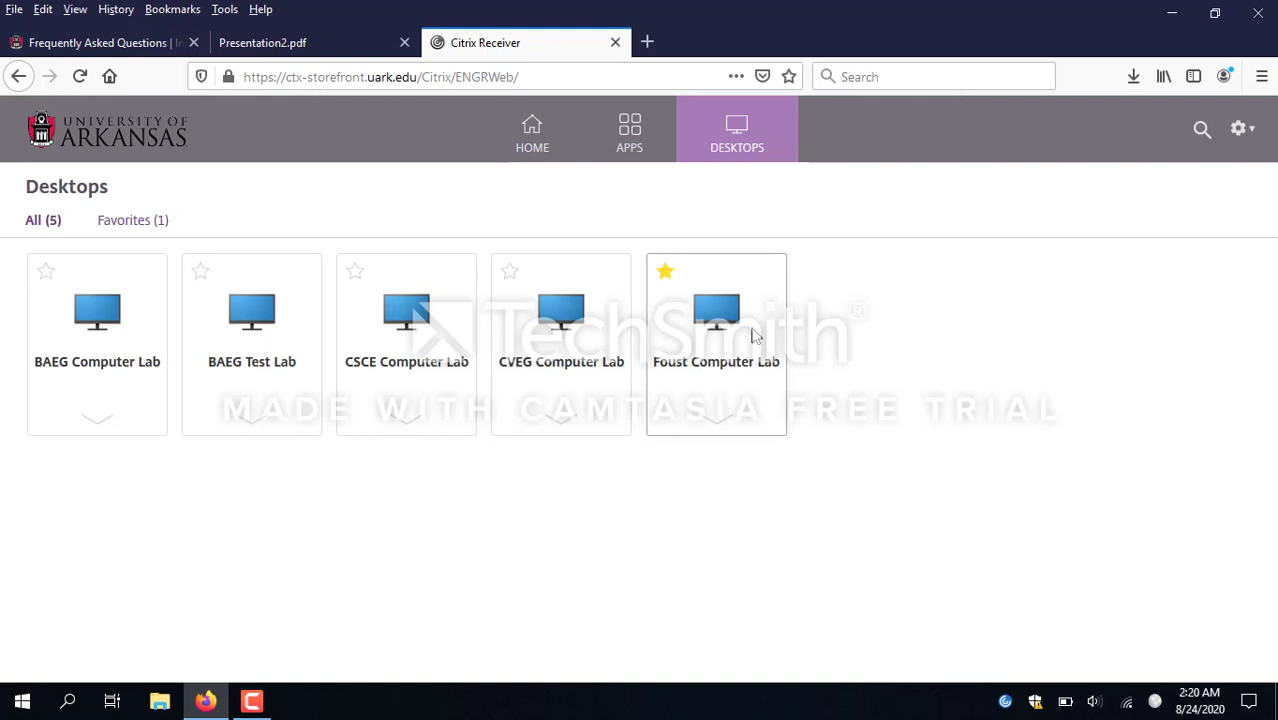 File Edit View History Bookmarks Tools Help
Frequently Asked Questions | In
Presentation2.pdf
Citrix Receiver
https://ctx-storefront.uark.edu/Citrix/ENGRWeb/
Search
UNIVERSITY OF
ARKANSAS
HOME
APPS
DESKTOPS
Desktops
All (5) Favorites (1)
BAEG Computer Lab
BAEG Test Lab
CSCE Computer Lab
CVEG Computer Lab
Foust Computer Lab
TechSmith®
MADE WITH CAMTASIA FREE TRIAL
2:20 AM
8/24/2020